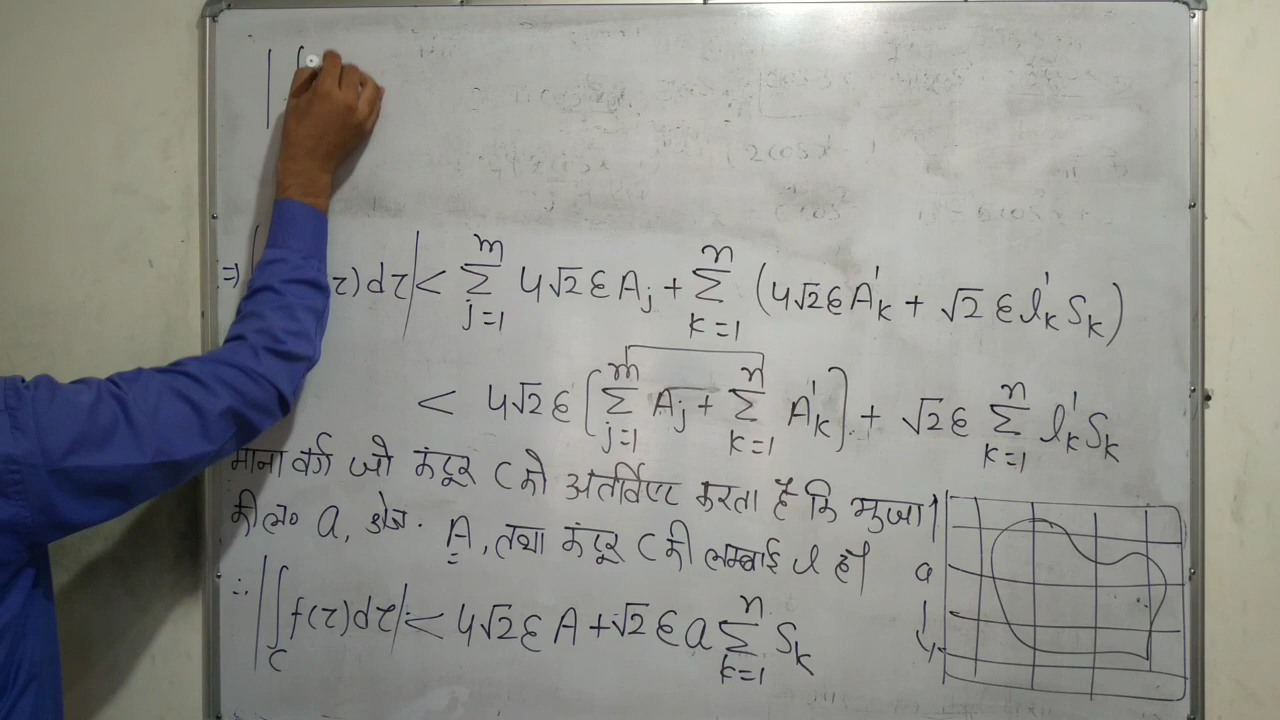 | ∫
⇒ | (z)dz| < Σ_{j=1}^{m} 4√2 ε A_j + Σ_{k=1}^{n} (4√2 ε A'_k + √2 ε l'_k S_k)
< 4√2 ε [Σ_{j=1}^{m} A_j + Σ_{k=1}^{n} A'_k] + √2 ε Σ_{k=1}^{n} l'_k S_k
माना वर्ग जो कंटूर C को अंतर्विष्ट करता है कि भुजा
की ल० a, क्षेत्र. A, तथा कंटूर C की लम्बाई l है।
∴ |∫_C f(z)dz| < 4√2 ε A + √2 ε a Σ_{k=1}^{n} S_k
a